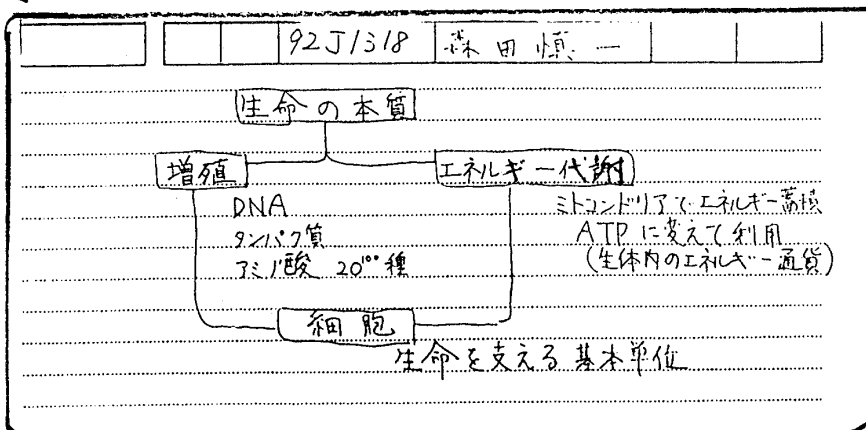 92J1318 森田慎一
生命の本質
増殖 エネルギー代謝
DNA ミトコンドリアでエネルギー蓄積
タンパク質 ATPに変えて利用
アミノ酸 20¹⁰⁰種 (生体内のエネルギー通貨)
細胞
生命を支える基本単位